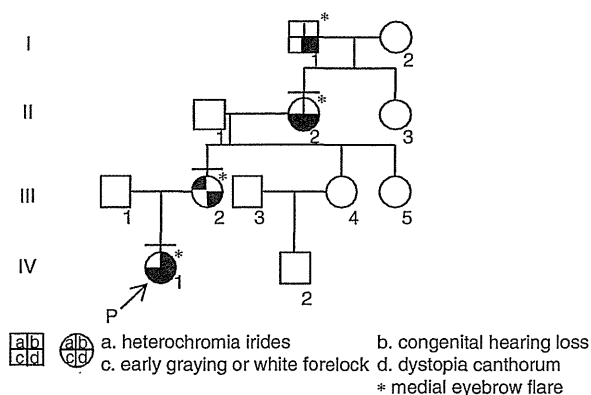 I
*
1
2
II
1
*
2
3
III
1
*
2
3
4
5
IV
*
1
2
P
a b a b a. heterochromia irides b. congenital hearing loss
c d c d c. early graying or white forelock d. dystopia canthorum
* medial eyebrow flare